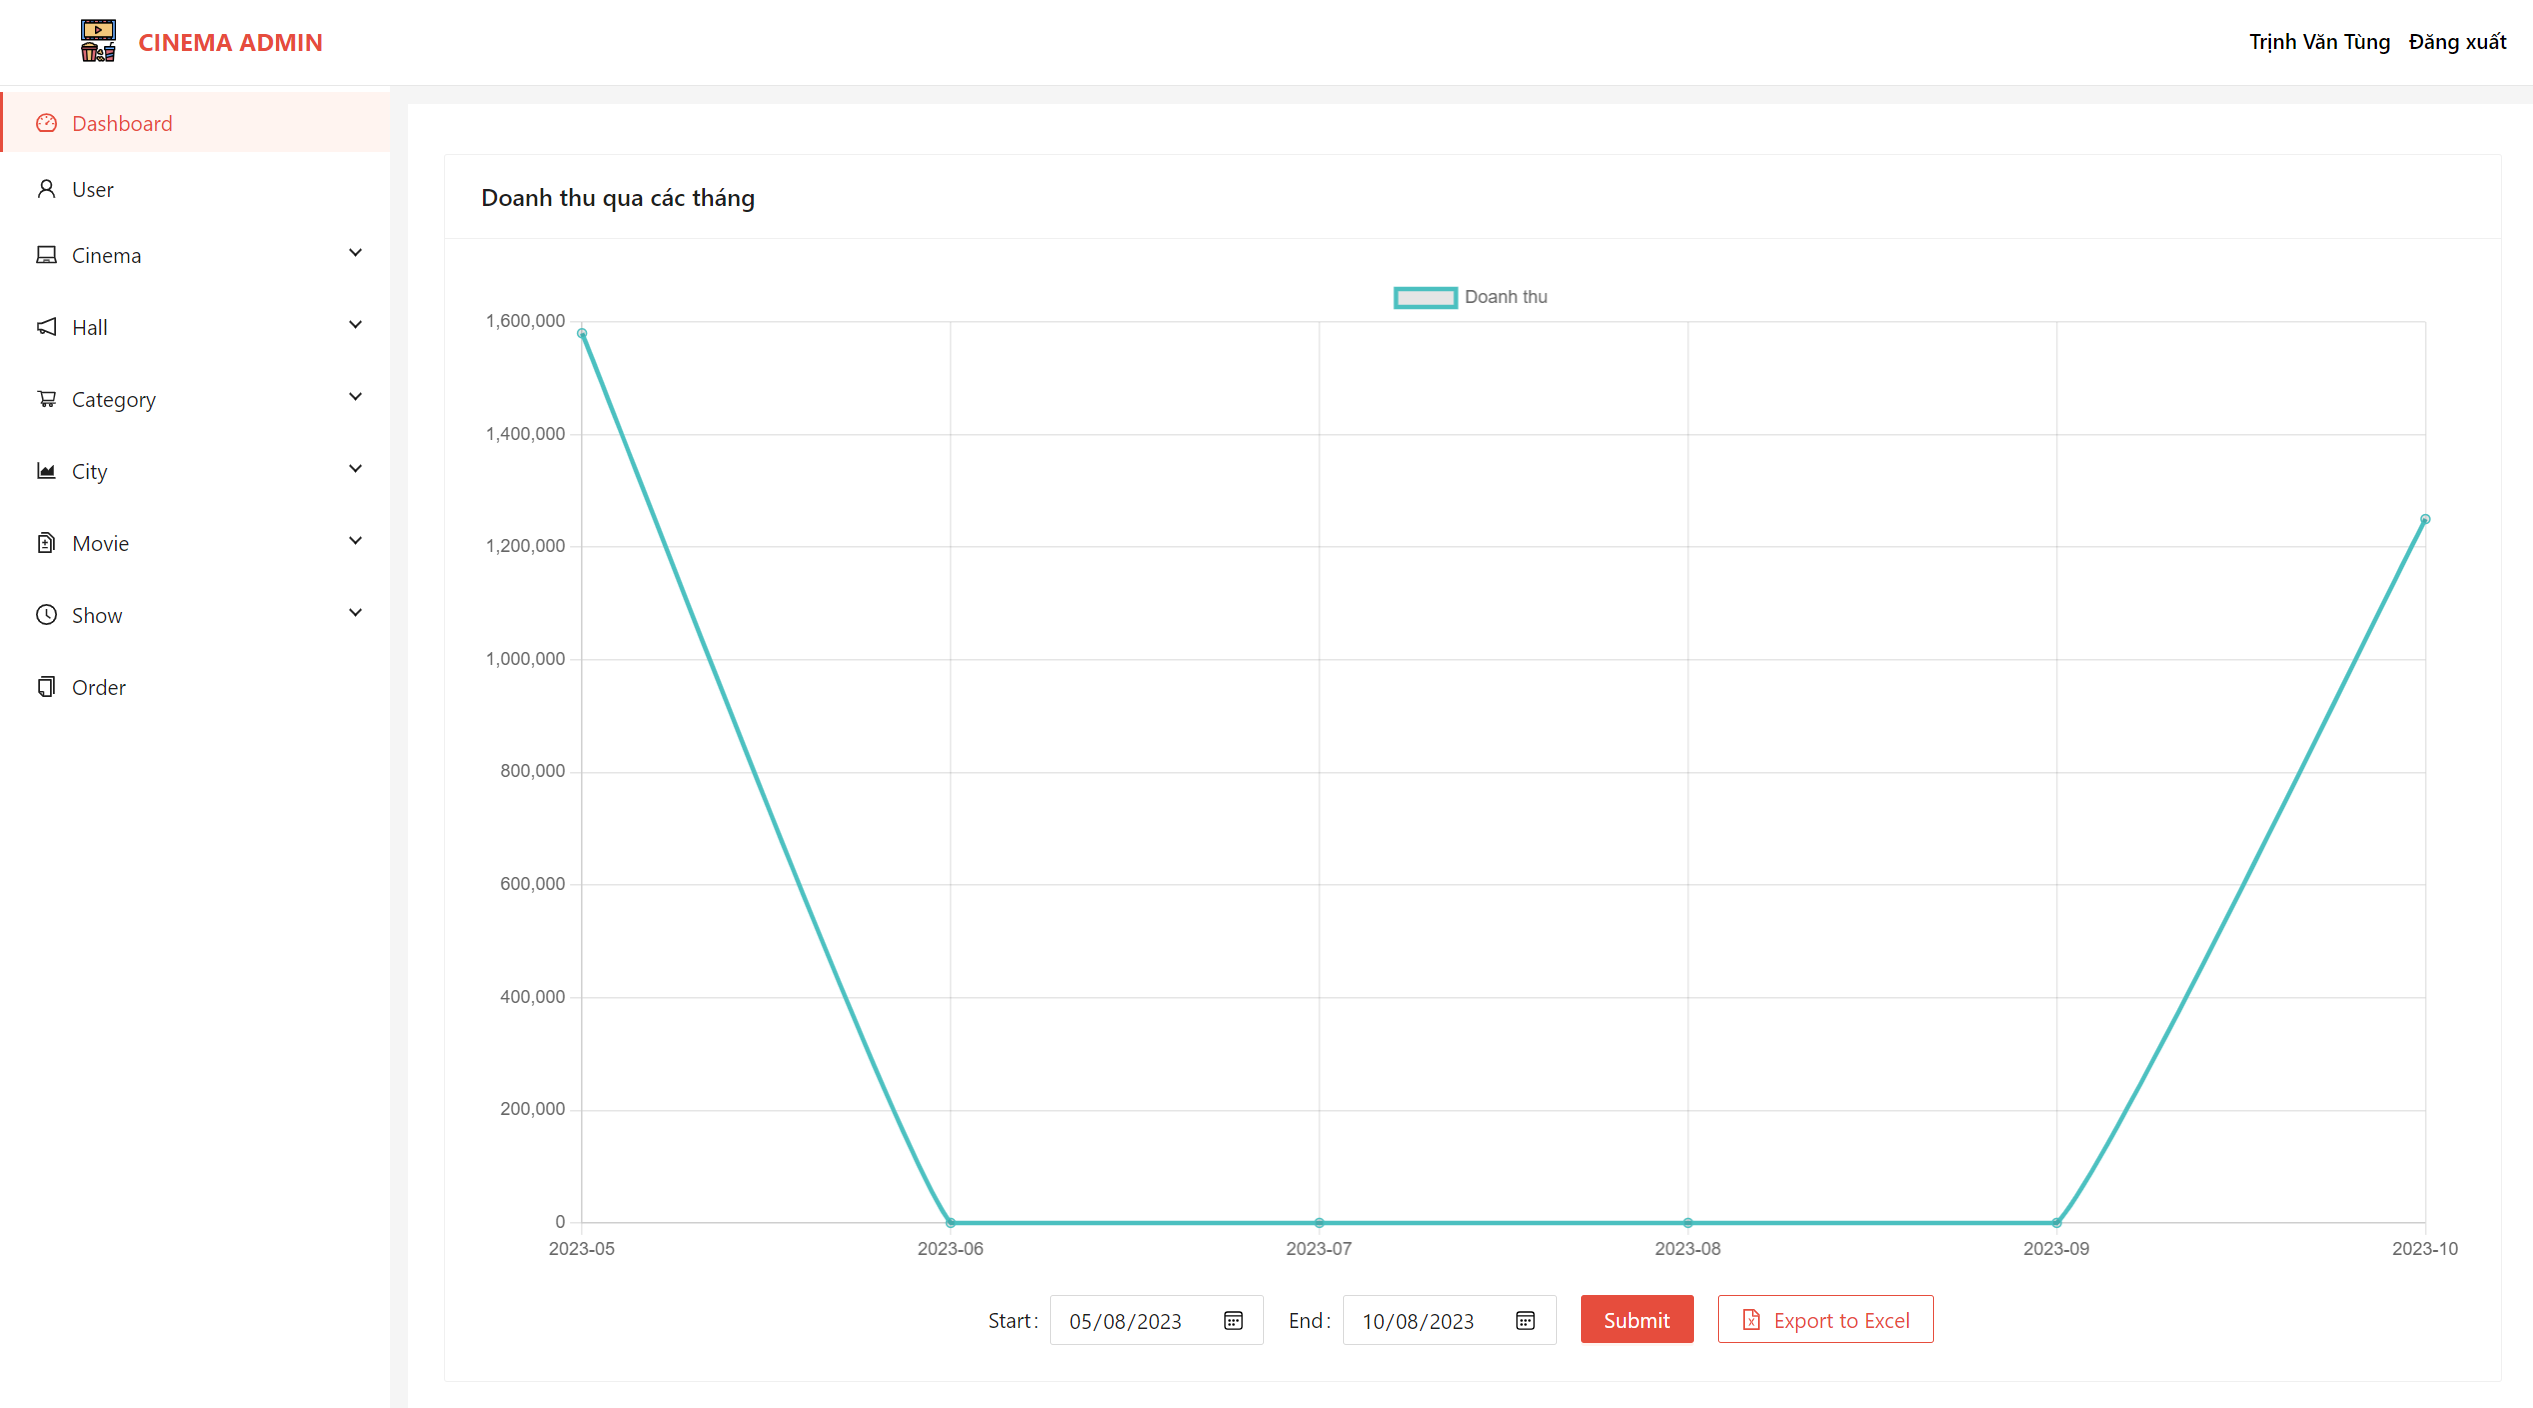 CINEMA ADMIN
Trịnh Văn Tùng Đăng xuất
Dashboard
User
Cinema
Hall
Category
City
Movie
Show
Order
Doanh thu qua các tháng
Doanh thu
1,600,000
1,400,000
1,200,000
1,000,000
800,000
600,000
400,000
200,000
0
2023-05 2023-06 2023-07 2023-08 2023-09 2023-10
Start: 05/08/2023 End: 10/08/2023 Submit Export to Excel